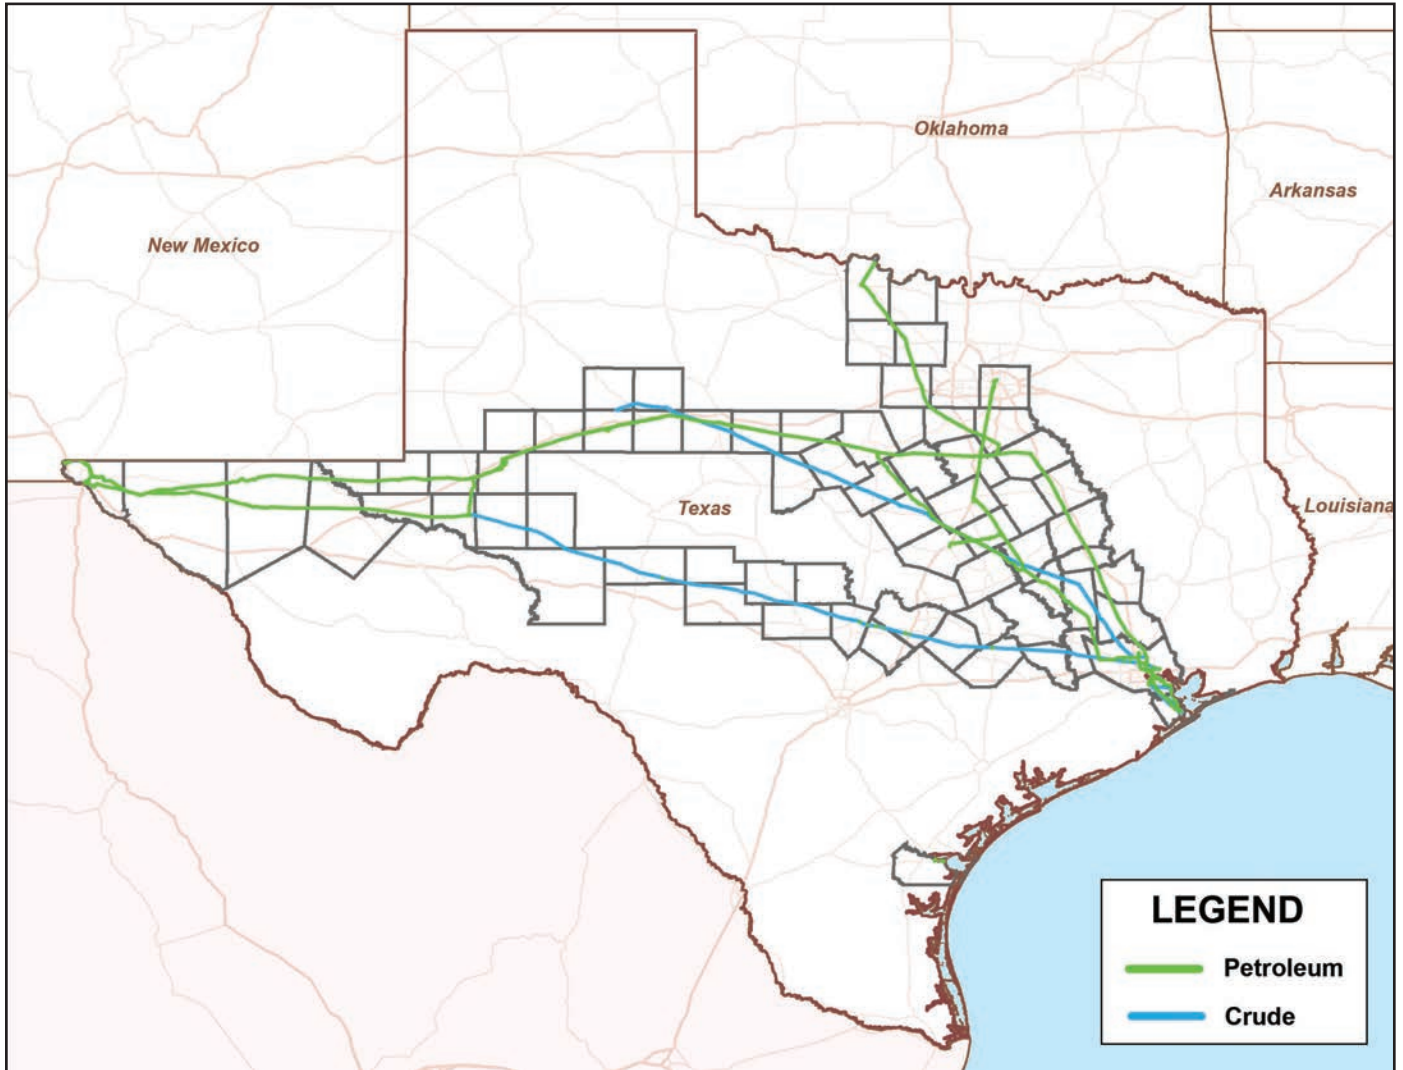 Oklahoma
Arkansas
New Mexico
Texas
Louisiana
LEGEND
Petroleum
Crude